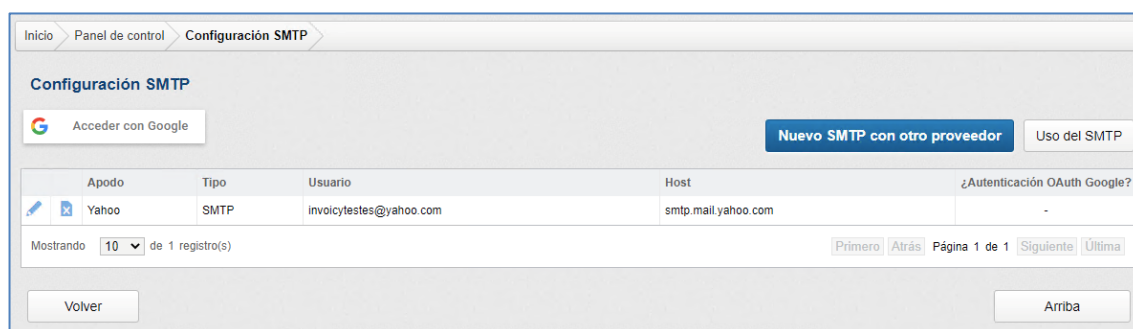 Inicio Panel de control Configuración SMTP
Configuración SMTP
Acceder con Google
Nuevo SMTP con otro proveedor Uso del SMTP
Apodo Tipo Usuario Host ¿Autenticación OAuth Google?
Yahoo SMTP invoicytestes@yahoo.com smtp.mail.yahoo.com -
Mostrando 10 de 1 registro(s) Primero Atrás Página 1 de 1 Siguiente Última
Volver Arriba